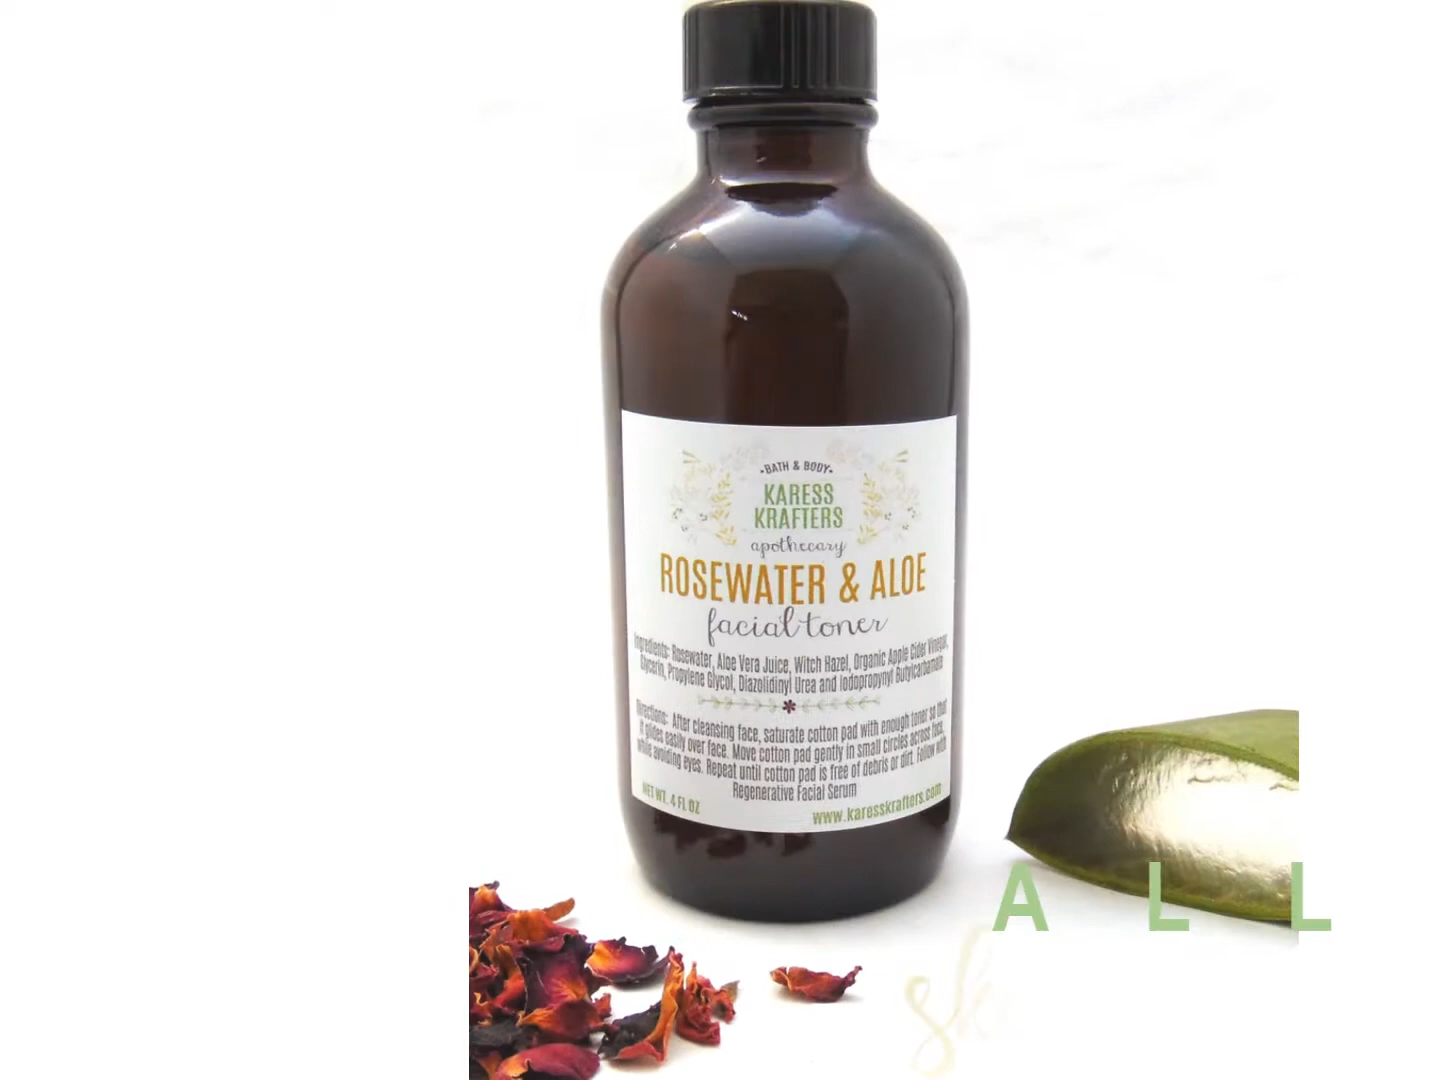 •BATH & BODY•
KARESS
KRAFTERS
apothecary
ROSEWATER & ALOE
facial toner
Ingredients: Rosewater, Aloe Vera Juice, Witch Hazel, Organic Apple Cider Vinegar,
Glycerin, Propylene Glycol, Diazolidinyl Urea and Iodopropynyl Butylcarbamate
Directions: After cleansing face, saturate cotton pad with enough toner so that
it glides easily over face. Move cotton pad gently in small circles across face,
while avoiding eyes. Repeat until cotton pad is free of debris or dirt. Follow with
Regenerative Facial Serum
NET WT. 4 FL OZ
www.karesskrafters.com
A L L